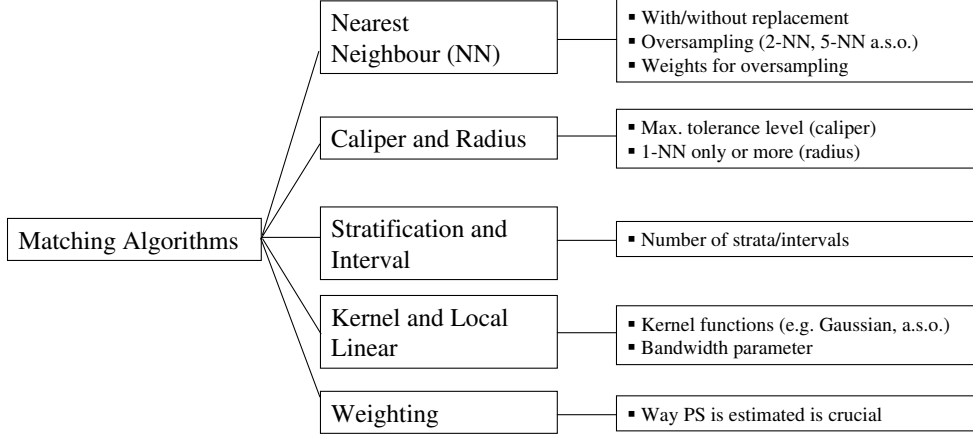 Nearest
Neighbour (NN)
▪ With/without replacement
▪ Oversampling (2-NN, 5-NN a.s.o.)
▪ Weights for oversampling
Caliper and Radius
▪ Max. tolerance level (caliper)
▪ 1-NN only or more (radius)
Matching Algorithms
Stratification and
Interval
▪ Number of strata/intervals
Kernel and Local
Linear
▪ Kernel functions (e.g. Gaussian, a.s.o.)
▪ Bandwidth parameter
Weighting
▪ Way PS is estimated is crucial